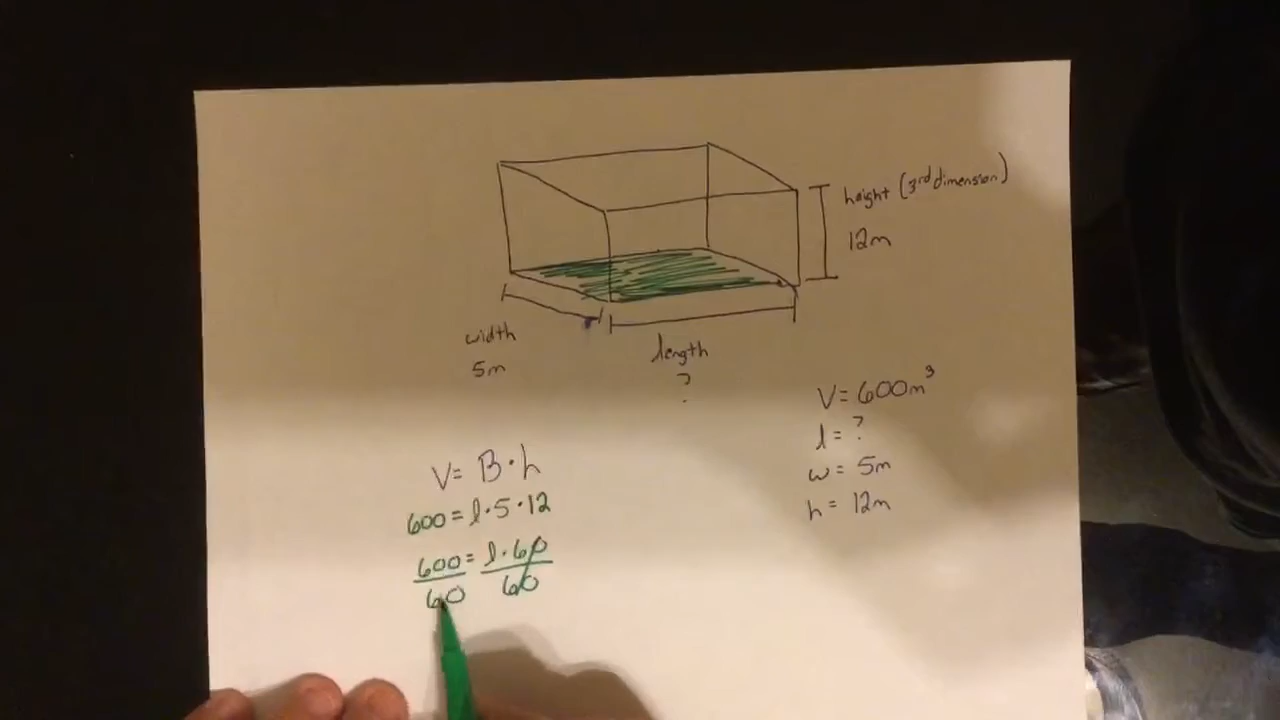 height (3rd dimension)
12m
width
5m
length
?
V = 600m³
l = ?
w = 5m
h = 12m
V = B · h
600 = l · 5 · 12
600 = l · 60
60 60